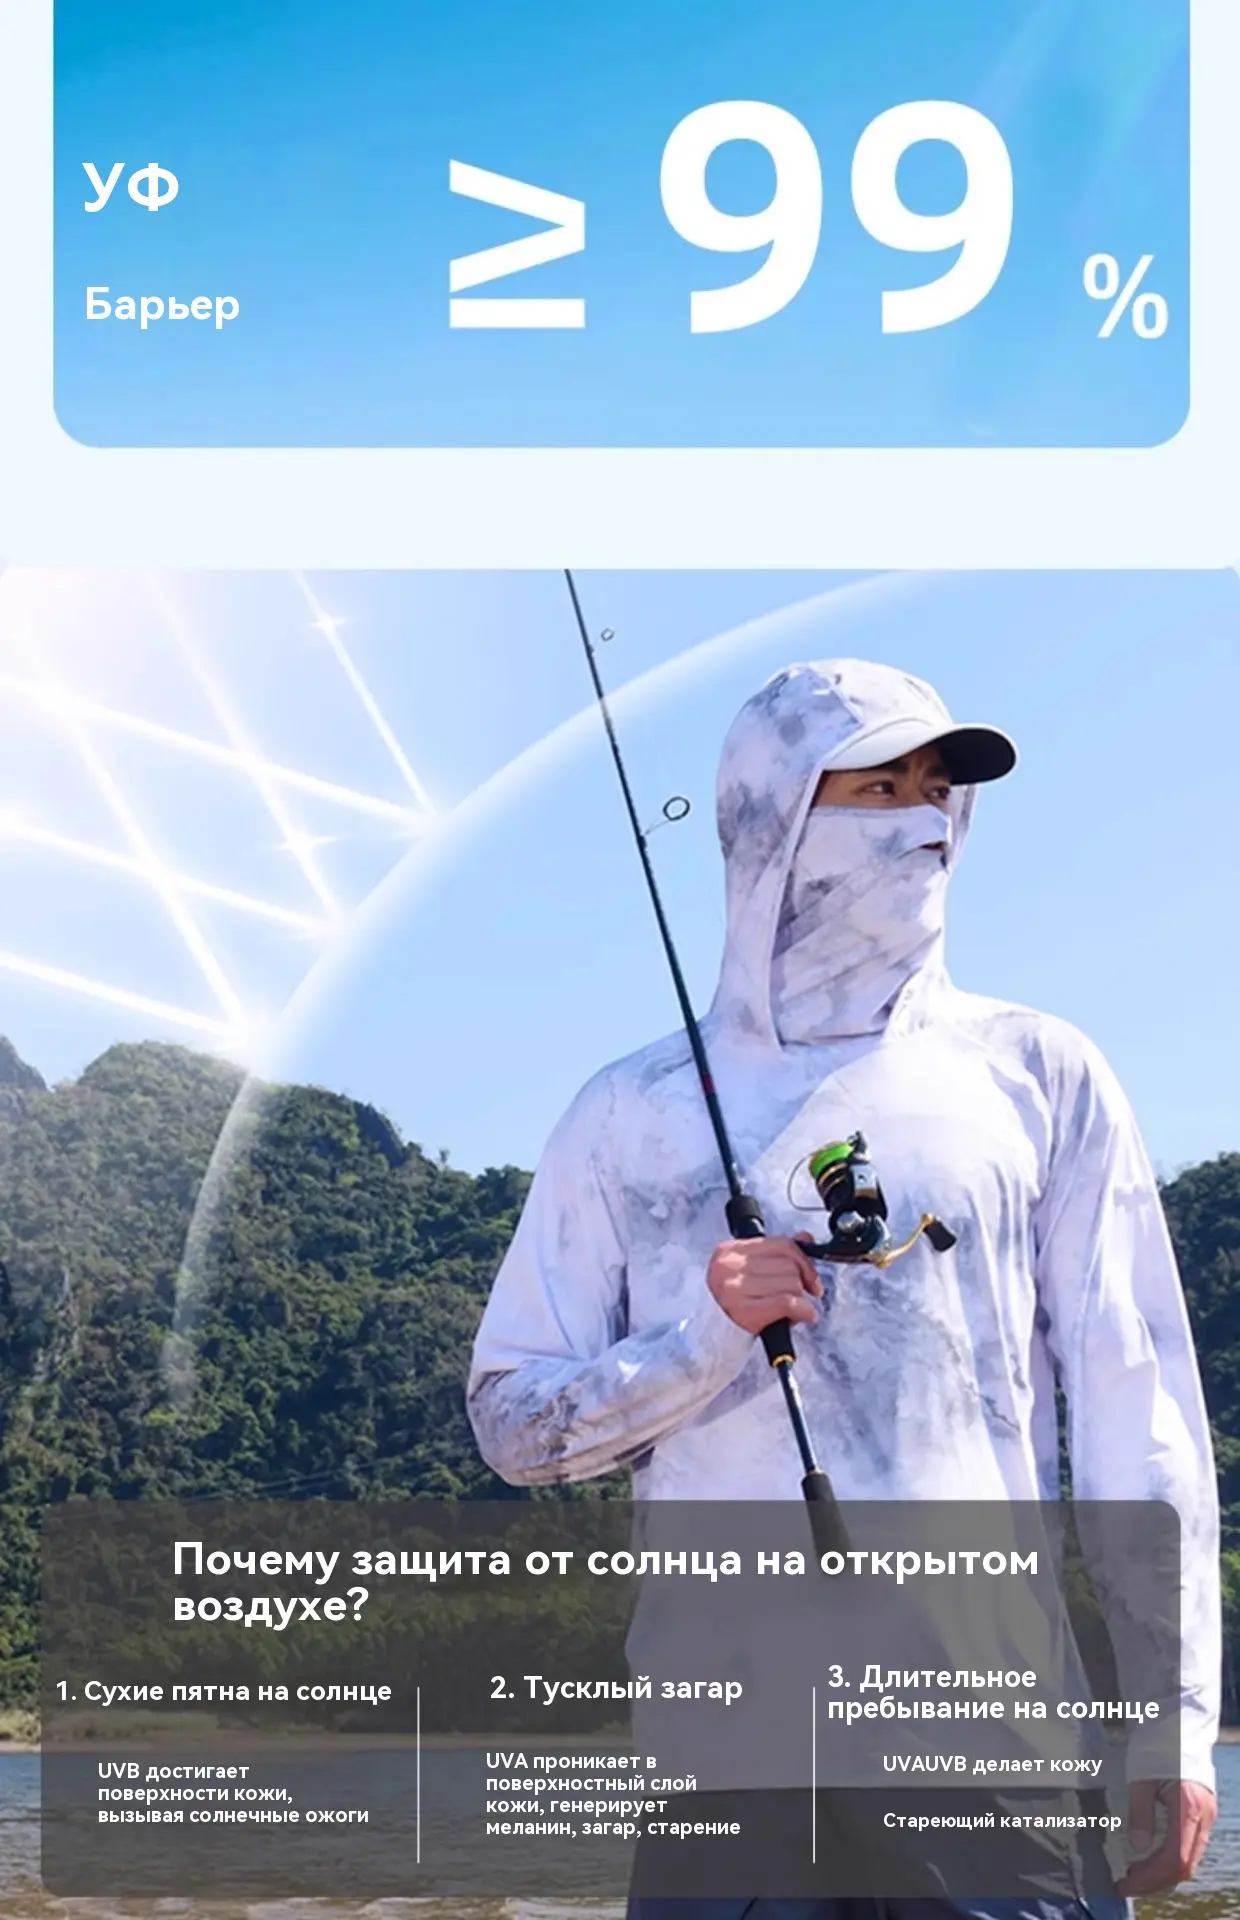 УФ
Барьер
≥ 99 %
Почему защита от солнца на открытом
воздухе?
1. Сухие пятна на солнце
UVB достигает
поверхности кожи,
вызывая солнечные ожоги
2. Тусклый загар
UVA проникает в
поверхностный слой
кожи, генерирует
меланин, загар, старение
3. Длительное
пребывание на солнце
UVAUVB делает кожу
Стареющий катализатор